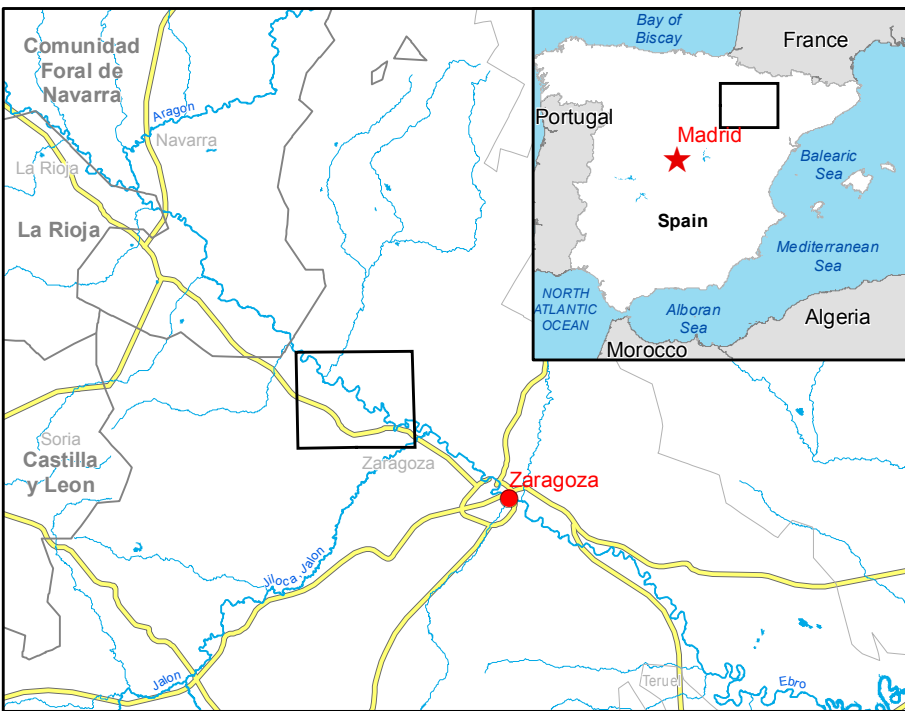 Comunidad
Foral de
Navarra
Aragon
Navarra
La Rioja
La Rioja
Soria
Castilla
y Leon
Zaragoza
Zaragoza
Jiloca Jalon
Jalon
Teruel
Ebro
Bay of
Biscay
France
Portugal
Madrid
Balearic
Sea
Spain
Mediterranean
Sea
NORTH
ATLANTIC
OCEAN
Alboran
Sea
Algeria
Morocco